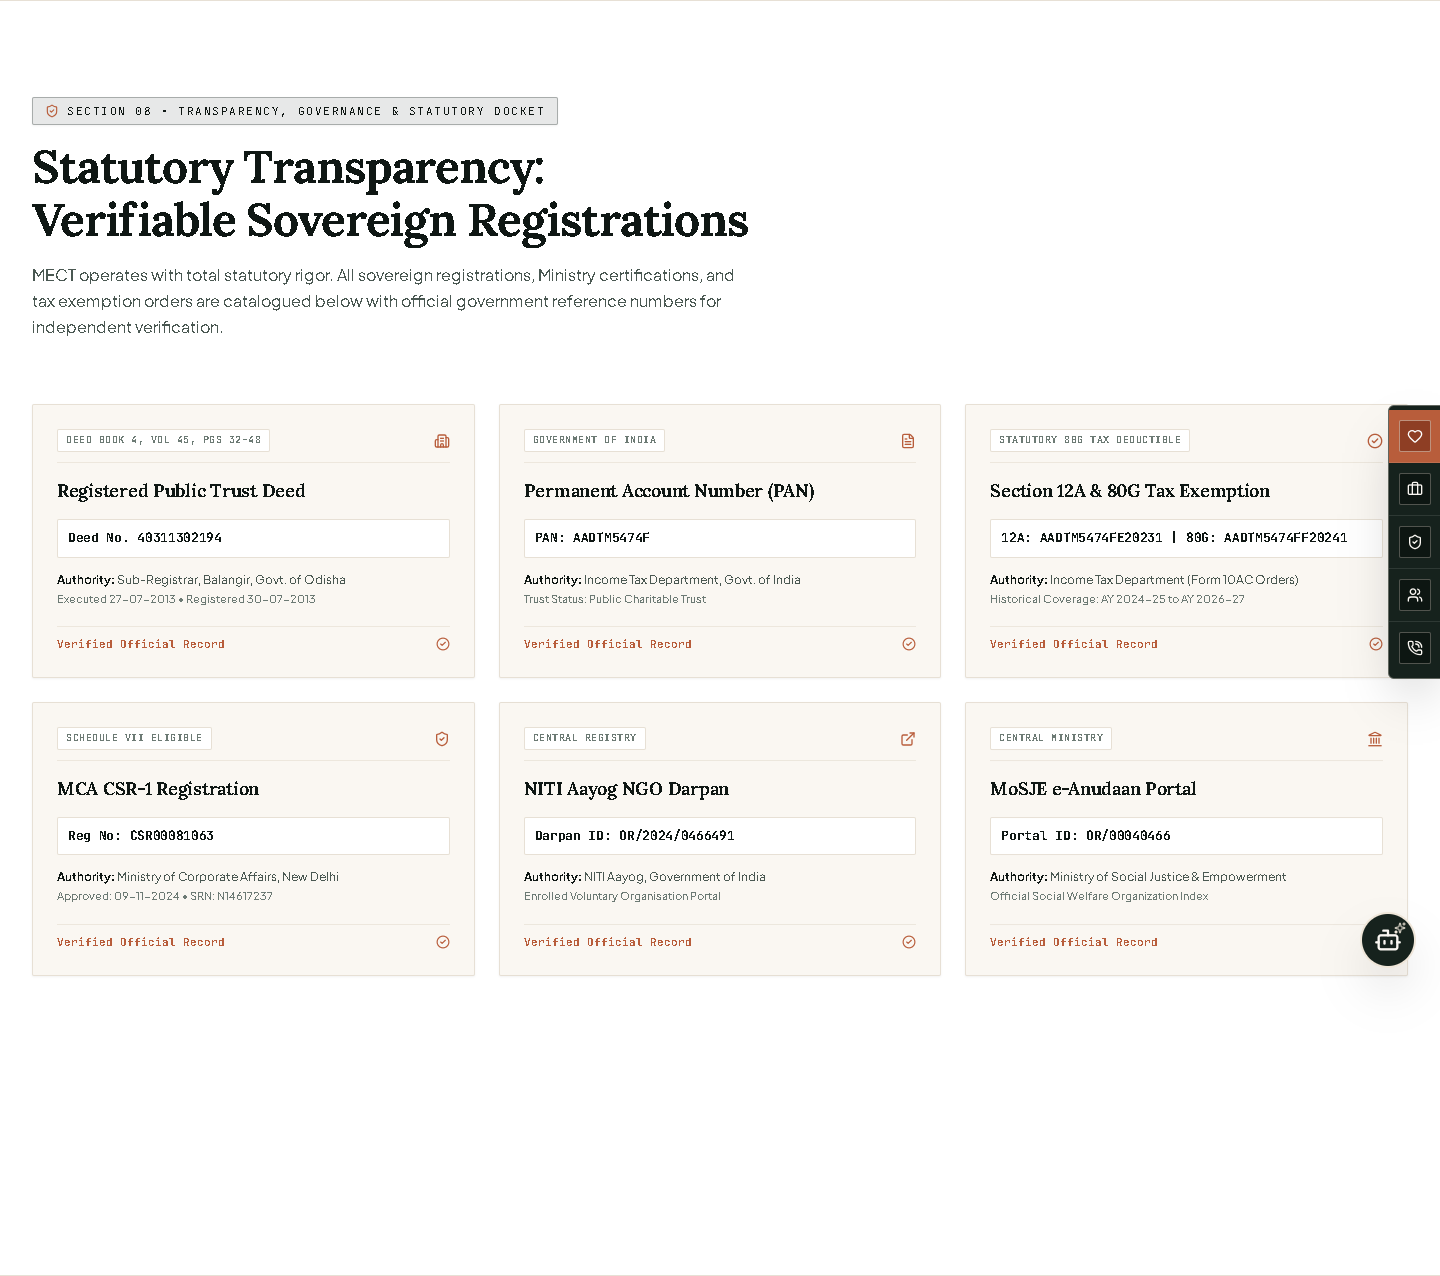 SECTION 08 • TRANSPARENCY, GOVERNANCE & STATUTORY DOCKET
Statutory Transparency:
Verifiable Sovereign Registrations
MECT operates with total statutory rigor. All sovereign registrations, Ministry certifications, and
tax exemption orders are catalogued below with official government reference numbers for
independent verification.
DEED BOOK 4, VOL 45, PGS 32-48
Registered Public Trust Deed
Deed No. 40311302194
Authority: Sub-Registrar, Balangir, Govt. of Odisha
Executed 27-07-2013 • Registered 30-07-2013
Verified Official Record
GOVERNMENT OF INDIA
Permanent Account Number (PAN)
PAN: AADTM5474F
Authority: Income Tax Department, Govt. of India
Trust Status: Public Charitable Trust
Verified Official Record
STATUTORY 80G TAX DEDUCTIBLE
Section 12A & 80G Tax Exemption
12A: AADTM5474FE20231 | 80G: AADTM5474FF20241
Authority: Income Tax Department (Form 10AC Orders)
Historical Coverage: AY 2024-25 to AY 2026-27
Verified Official Record
SCHEDULE VII ELIGIBLE
MCA CSR-1 Registration
Reg No: CSR00081063
Authority: Ministry of Corporate Affairs, New Delhi
Approved: 09-11-2024 • SRN: N14617237
Verified Official Record
CENTRAL REGISTRY
NITI Aayog NGO Darpan
Darpan ID: OR/2024/0466491
Authority: NITI Aayog, Government of India
Enrolled Voluntary Organisation Portal
Verified Official Record
CENTRAL MINISTRY
MoSJE e-Anudaan Portal
Portal ID: OR/00040466
Authority: Ministry of Social Justice & Empowerment
Official Social Welfare Organization Index
Verified Official Record